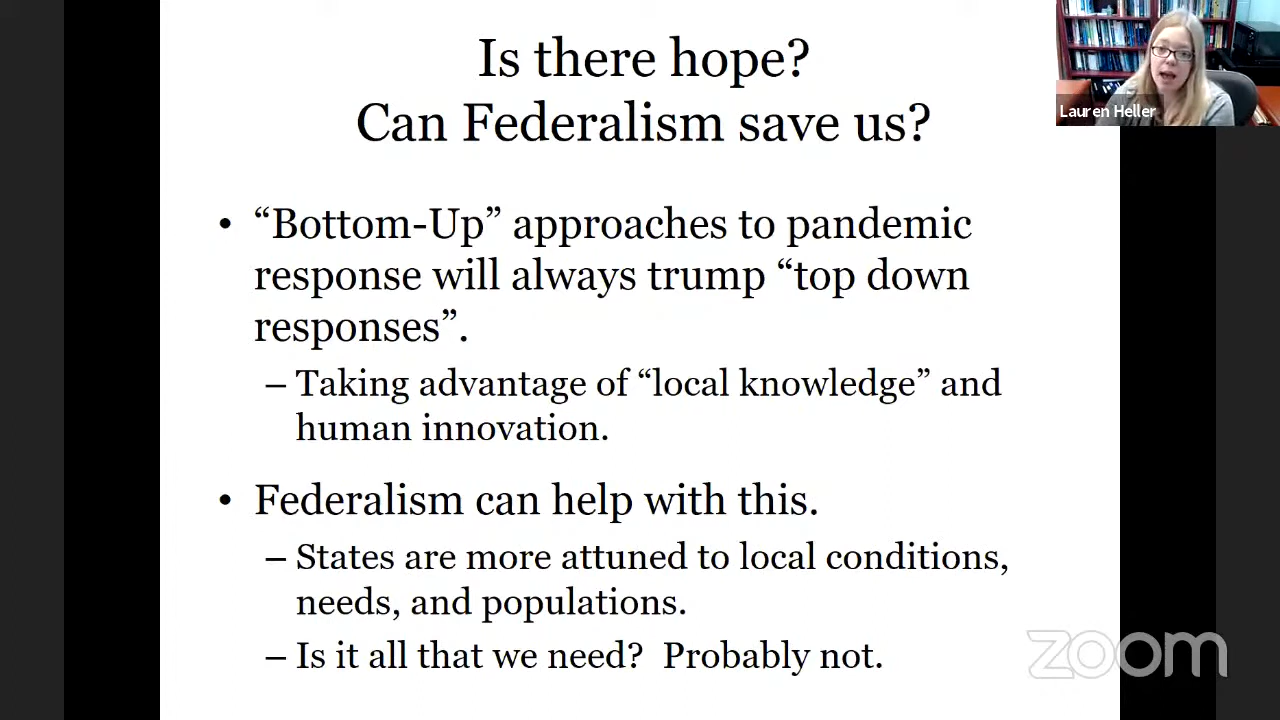 Is there hope?
Can Federalism save us?
Lauren Heller
• “Bottom-Up” approaches to pandemic
response will always trump “top down
responses”.
– Taking advantage of “local knowledge” and
human innovation.
• Federalism can help with this.
– States are more attuned to local conditions,
needs, and populations.
– Is it all that we need?  Probably not.
zoom